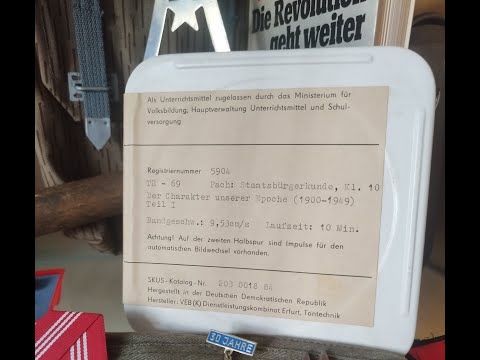 Die Revolution
geht weiter
Als Unterrichtsmittel zugelassen durch das Ministerium für
Volksbildung, Hauptverwaltung Unterrichtsmittel und Schul-
versorgung
Registriernummer 5904
TR - 69 Fach: Staatsbürgerkunde, Kl. 10
Der Charakter unserer Epoche (1900-1949)
Teil I
Bandgeschw.: 9,53cm/s Laufzeit: 10 Min.
Achtung! Auf der zweiten Halbspur sind Impulse für den
automatischen Bildwechsel vorhanden.
SKUS-Katalog-Nr. 203 0018 64
Hergestellt in der Deutschen Demokratischen Republik
Hersteller: VEB (K) Dienstleistungskombinat Erfurt, Tontechnik
30 JAHRE